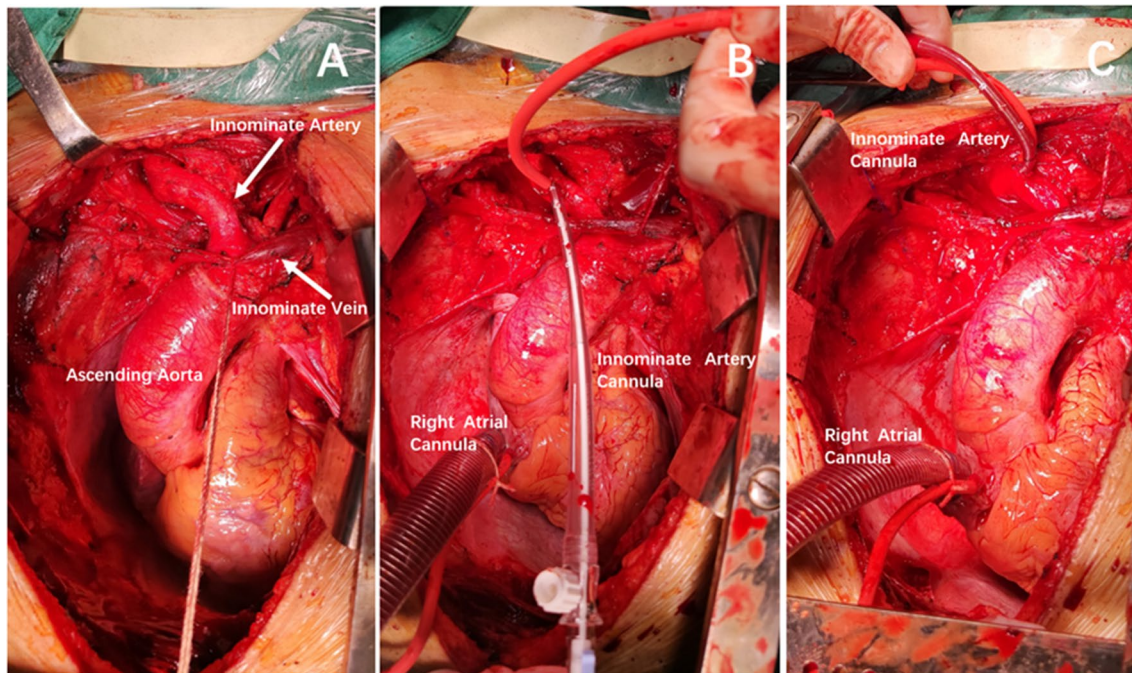 A
Innominate Artery
Innominate Vein
Ascending Aorta
B
Innominate Artery
Cannula
Right Atrial
Cannula
C
Innominate Artery
Cannula
Right Atrial
Cannula